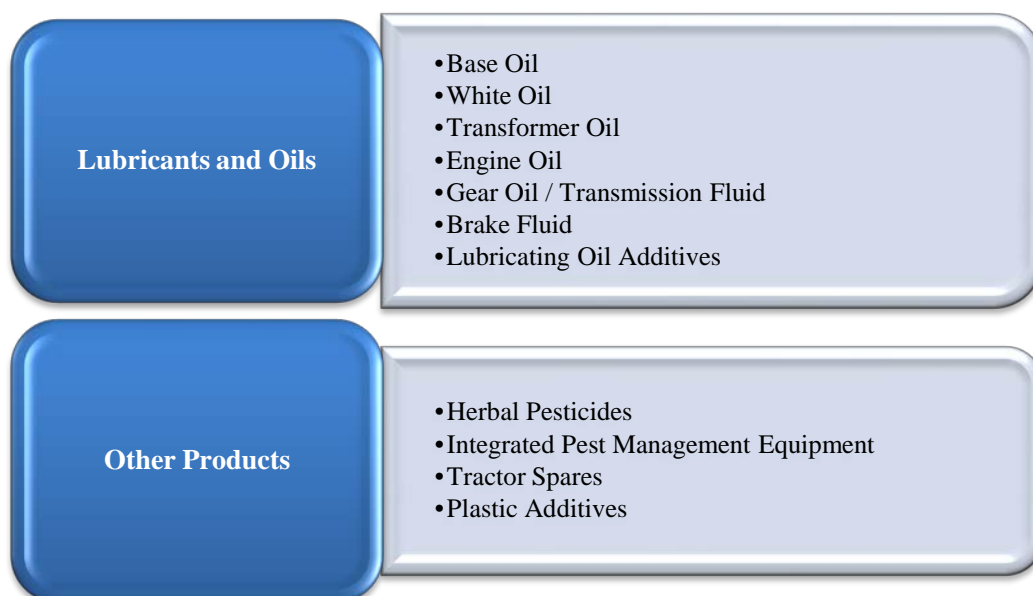 Lubricants and Oils
•Base Oil
•White Oil
•Transformer Oil
•Engine Oil
•Gear Oil / Transmission Fluid
•Brake Fluid
•Lubricating Oil Additives
Other Products
•Herbal Pesticides
•Integrated Pest Management Equipment
•Tractor Spares
•Plastic Additives